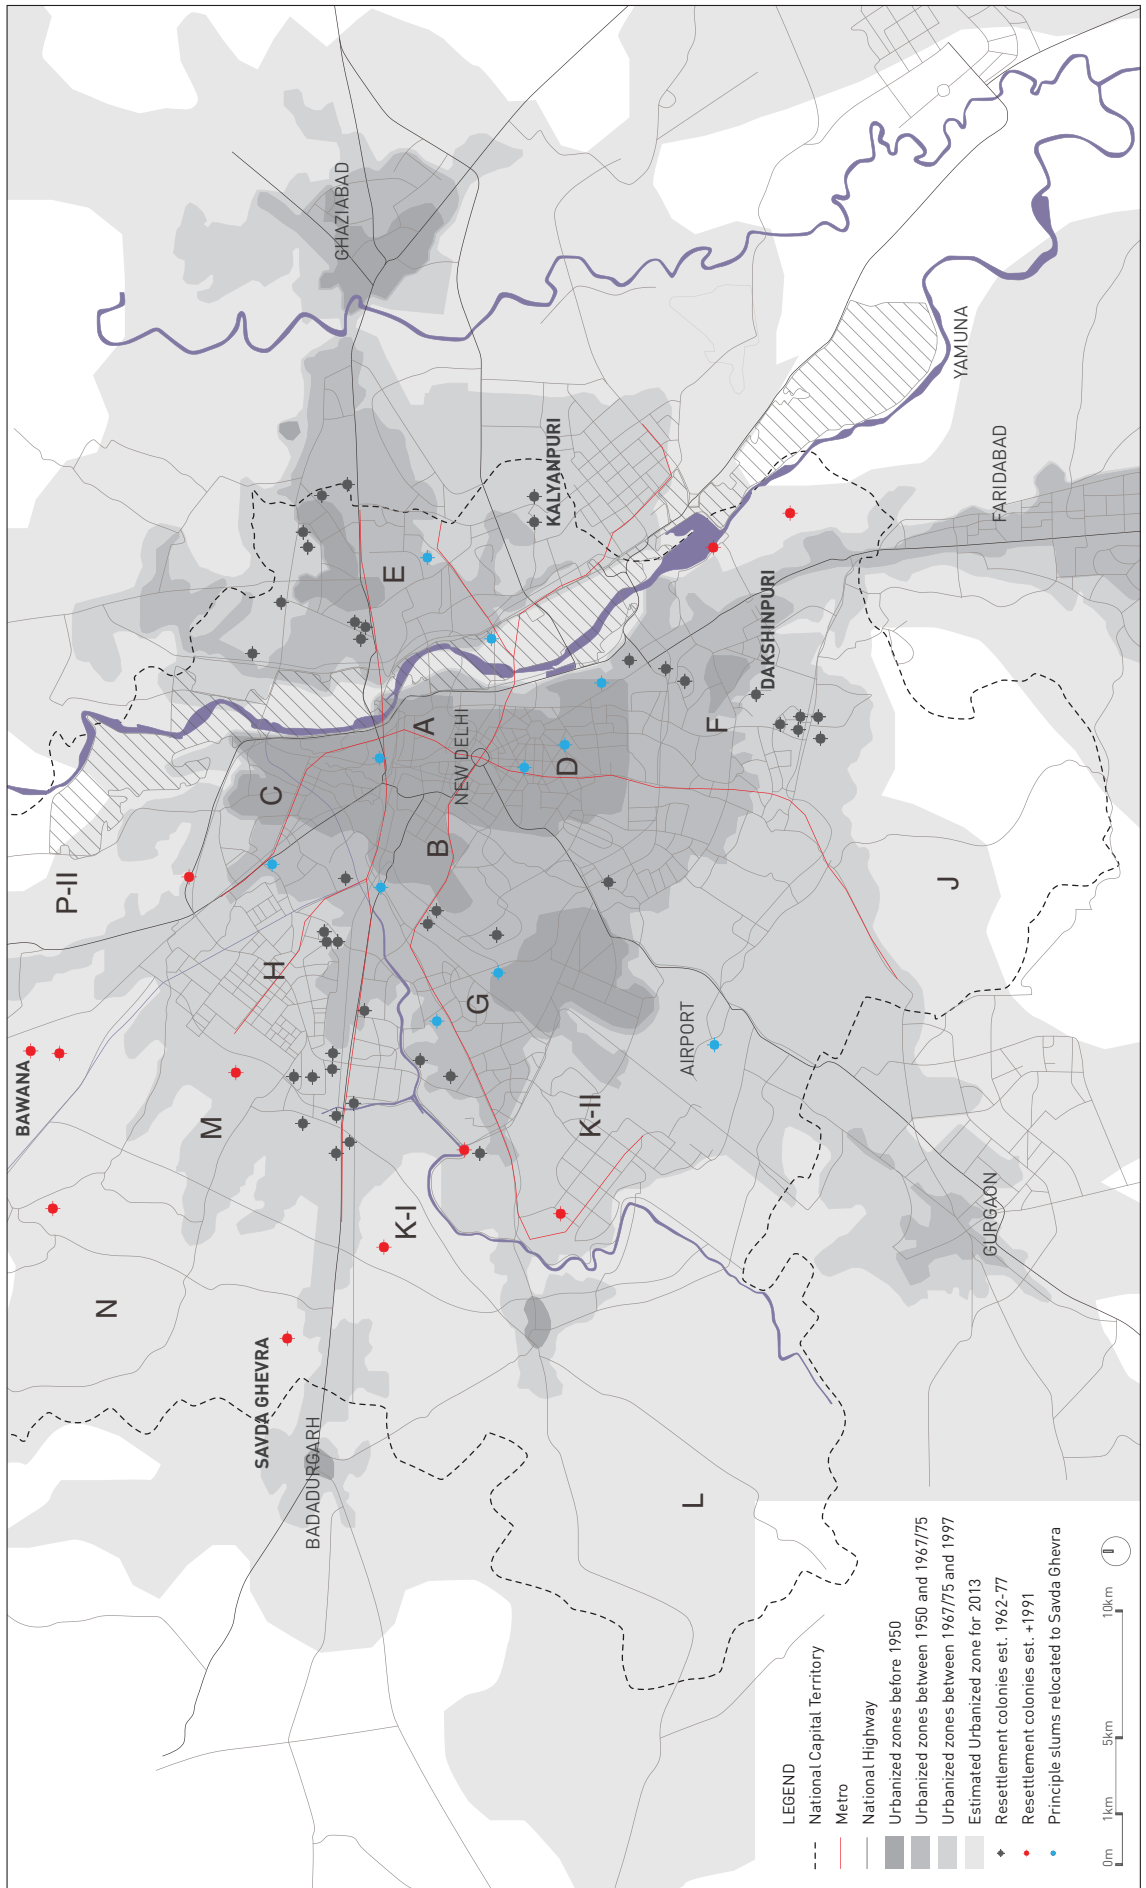 P-II
BAWANA
N
M
H
C
SAVDA GHEVRA
BADADURGARH
K-I
E
GHAZIABAD
A
NEW DELHI
B
G
D
KALYANPURI
K-II
AIRPORT
F
DAKSHINPURI
L
J
GURGAON
YAMUNA
FARIDABAD
LEGEND
National Capital Territory
Metro
National Highway
Urbanized zones before 1950
Urbanized zones between 1950 and 1967/75
Urbanized zones between 1967/75 and 1997
Estimated Urbanized zone for 2013
Resettlement colonies est. 1962-77
Resettlement colonies est. +1991
Principle slums relocated to Savda Ghevra
0m 1km 5km 10km